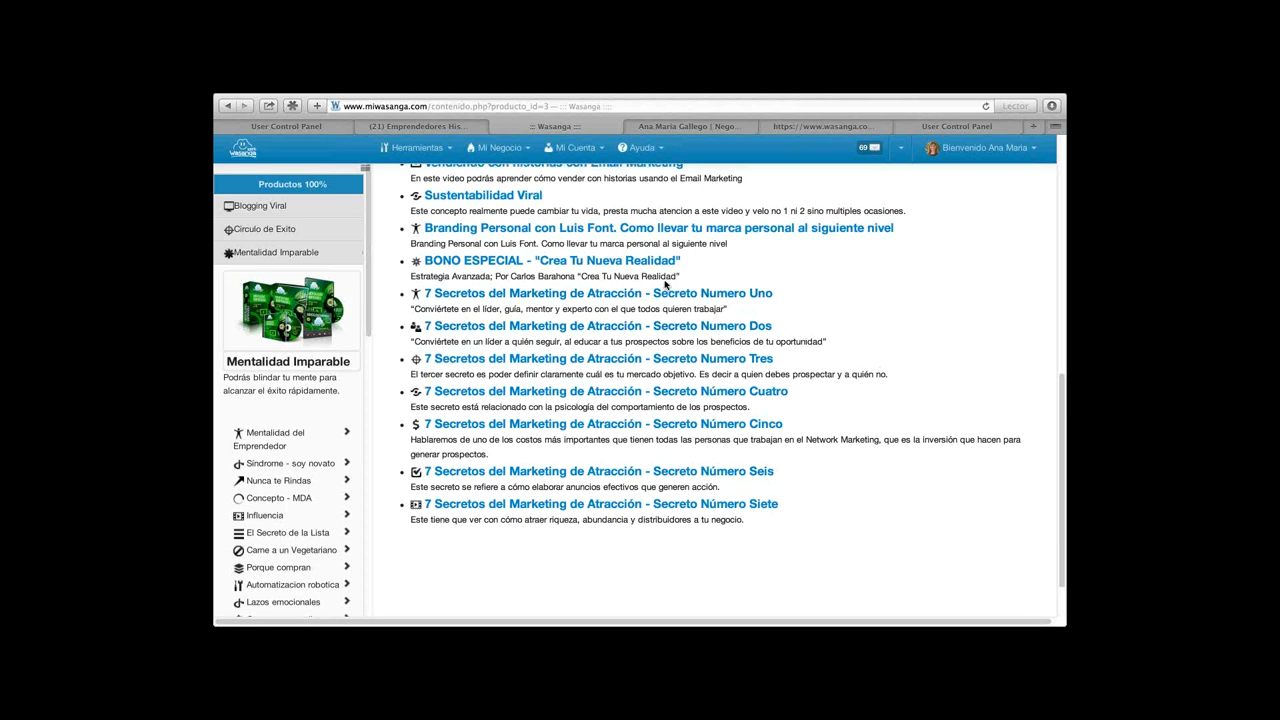 www.miwasanga.com/contenido.php?producto_id=3 — ::: Wasanga ::::
Lector
User Control Panel
(21) Emprendedores His...
::: Wasanga ::::
Ana Maria Gallego | Nego...
https://www.wasanga.co...
User Control Panel
wasanga
Herramientas
Mi Negocio
Mi Cuenta
Ayuda
69
Bienvenido Ana Maria
Productos 100%
Blogging Viral
Circulo de Exito
Mentalidad Imparable
Mentalidad Imparable
Podrás blindar tu mente para
alcanzar el éxito rápidamente.
Mentalidad del
Emprendedor
Síndrome - soy novato
Nunca te Rindas
Concepto - MDA
Influencia
El Secreto de la Lista
Carne a un Vegetariano
Porque compran
Automatizacion robotica
Lazos emocionales
Vendiendo con historias con Email Marketing
En este video podrás aprender cómo vender con historias usando el Email Marketing
Sustentabilidad Viral
Este concepto realmente puede cambiar tu vida, presta mucha atencion a este video y velo no 1 ni 2 sino multiples ocasiones.
Branding Personal con Luis Font. Como llevar tu marca personal al siguiente nivel
Branding Personal con Luis Font. Como llevar tu marca personal al siguiente nivel
BONO ESPECIAL - "Crea Tu Nueva Realidad"
Estrategia Avanzada; Por Carlos Barahona “Crea Tu Nueva Realidad”
7 Secretos del Marketing de Atracción - Secreto Numero Uno
“Conviértete en el líder, guía, mentor y experto con el que todos quieren trabajar”
7 Secretos del Marketing de Atracción - Secreto Numero Dos
“Conviértete en un líder a quién seguir, al educar a tus prospectos sobre los beneficios de tu oportunidad”
7 Secretos del Marketing de Atracción - Secreto Numero Tres
El tercer secreto es poder definir claramente cuál es tu mercado objetivo. Es decir a quien debes prospectar y a quién no.
7 Secretos del Marketing de Atracción - Secreto Número Cuatro
Este secreto está relacionado con la psicología del comportamiento de los prospectos.
7 Secretos del Marketing de Atracción - Secreto Número Cinco
Hablaremos de uno de los costos más importantes que tienen todas las personas que trabajan en el Network Marketing, que es la inversión que hacen para
generar prospectos.
7 Secretos del Marketing de Atracción - Secreto Número Seis
Este secreto se refiere a cómo elaborar anuncios efectivos que generen acción.
7 Secretos del Marketing de Atracción - Secreto Número Siete
Este tiene que ver con cómo atraer riqueza, abundancia y distribuidores a tu negocio.